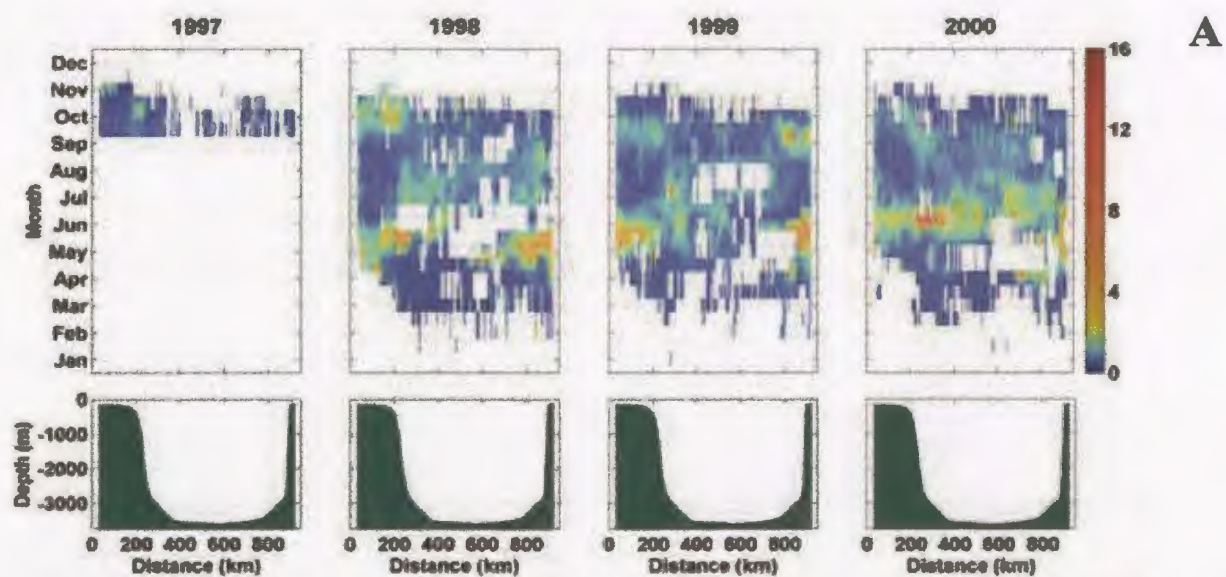 1997 1998 1999 2000 A
Dec
Nov
Oct
Sep
Aug
Jul
Jun
May
Apr
Mar
Feb
Jan
Month
16
12
8
4
0
0
-1000
-2000
-3000
Depth (m)
0 200 400 600 800 0 200 400 600 800 0 200 400 600 800 0 200 400 600 800
Distance (km) Distance (km) Distance (km) Distance (km)